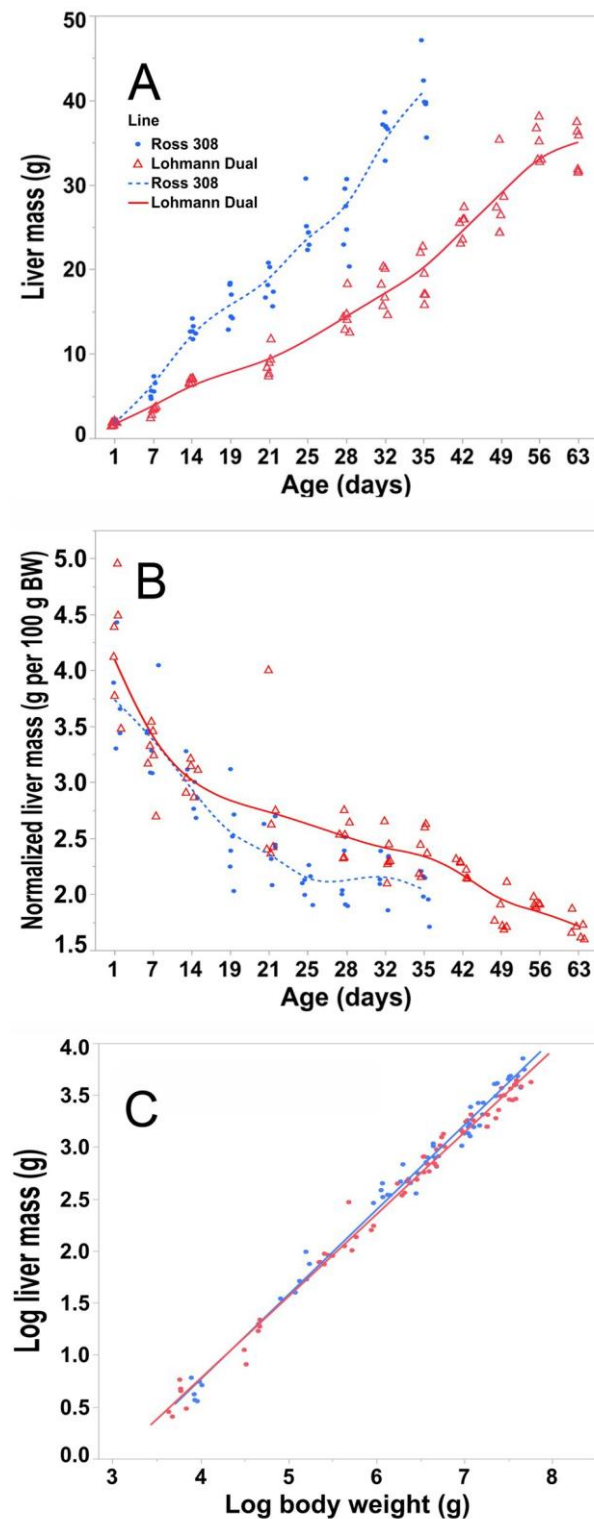 A
Line
Ross 308
Lohmann Dual
Ross 308
Lohmann Dual
Liver mass (g)
50
40
30
20
10
0
1 7 14 19 21 25 28 32 35 42 49 56 63
Age (days)
B
Normalized liver mass (g per 100 g BW)
5.0
4.5
4.0
3.5
3.0
2.5
2.0
1.5
1 7 14 19 21 25 28 32 35 42 49 56 63
Age (days)
C
Log liver mass (g)
4.0
3.5
3.0
2.5
2.0
1.5
1.0
0.5
0.0
3 4 5 6 7 8
Log body weight (g)